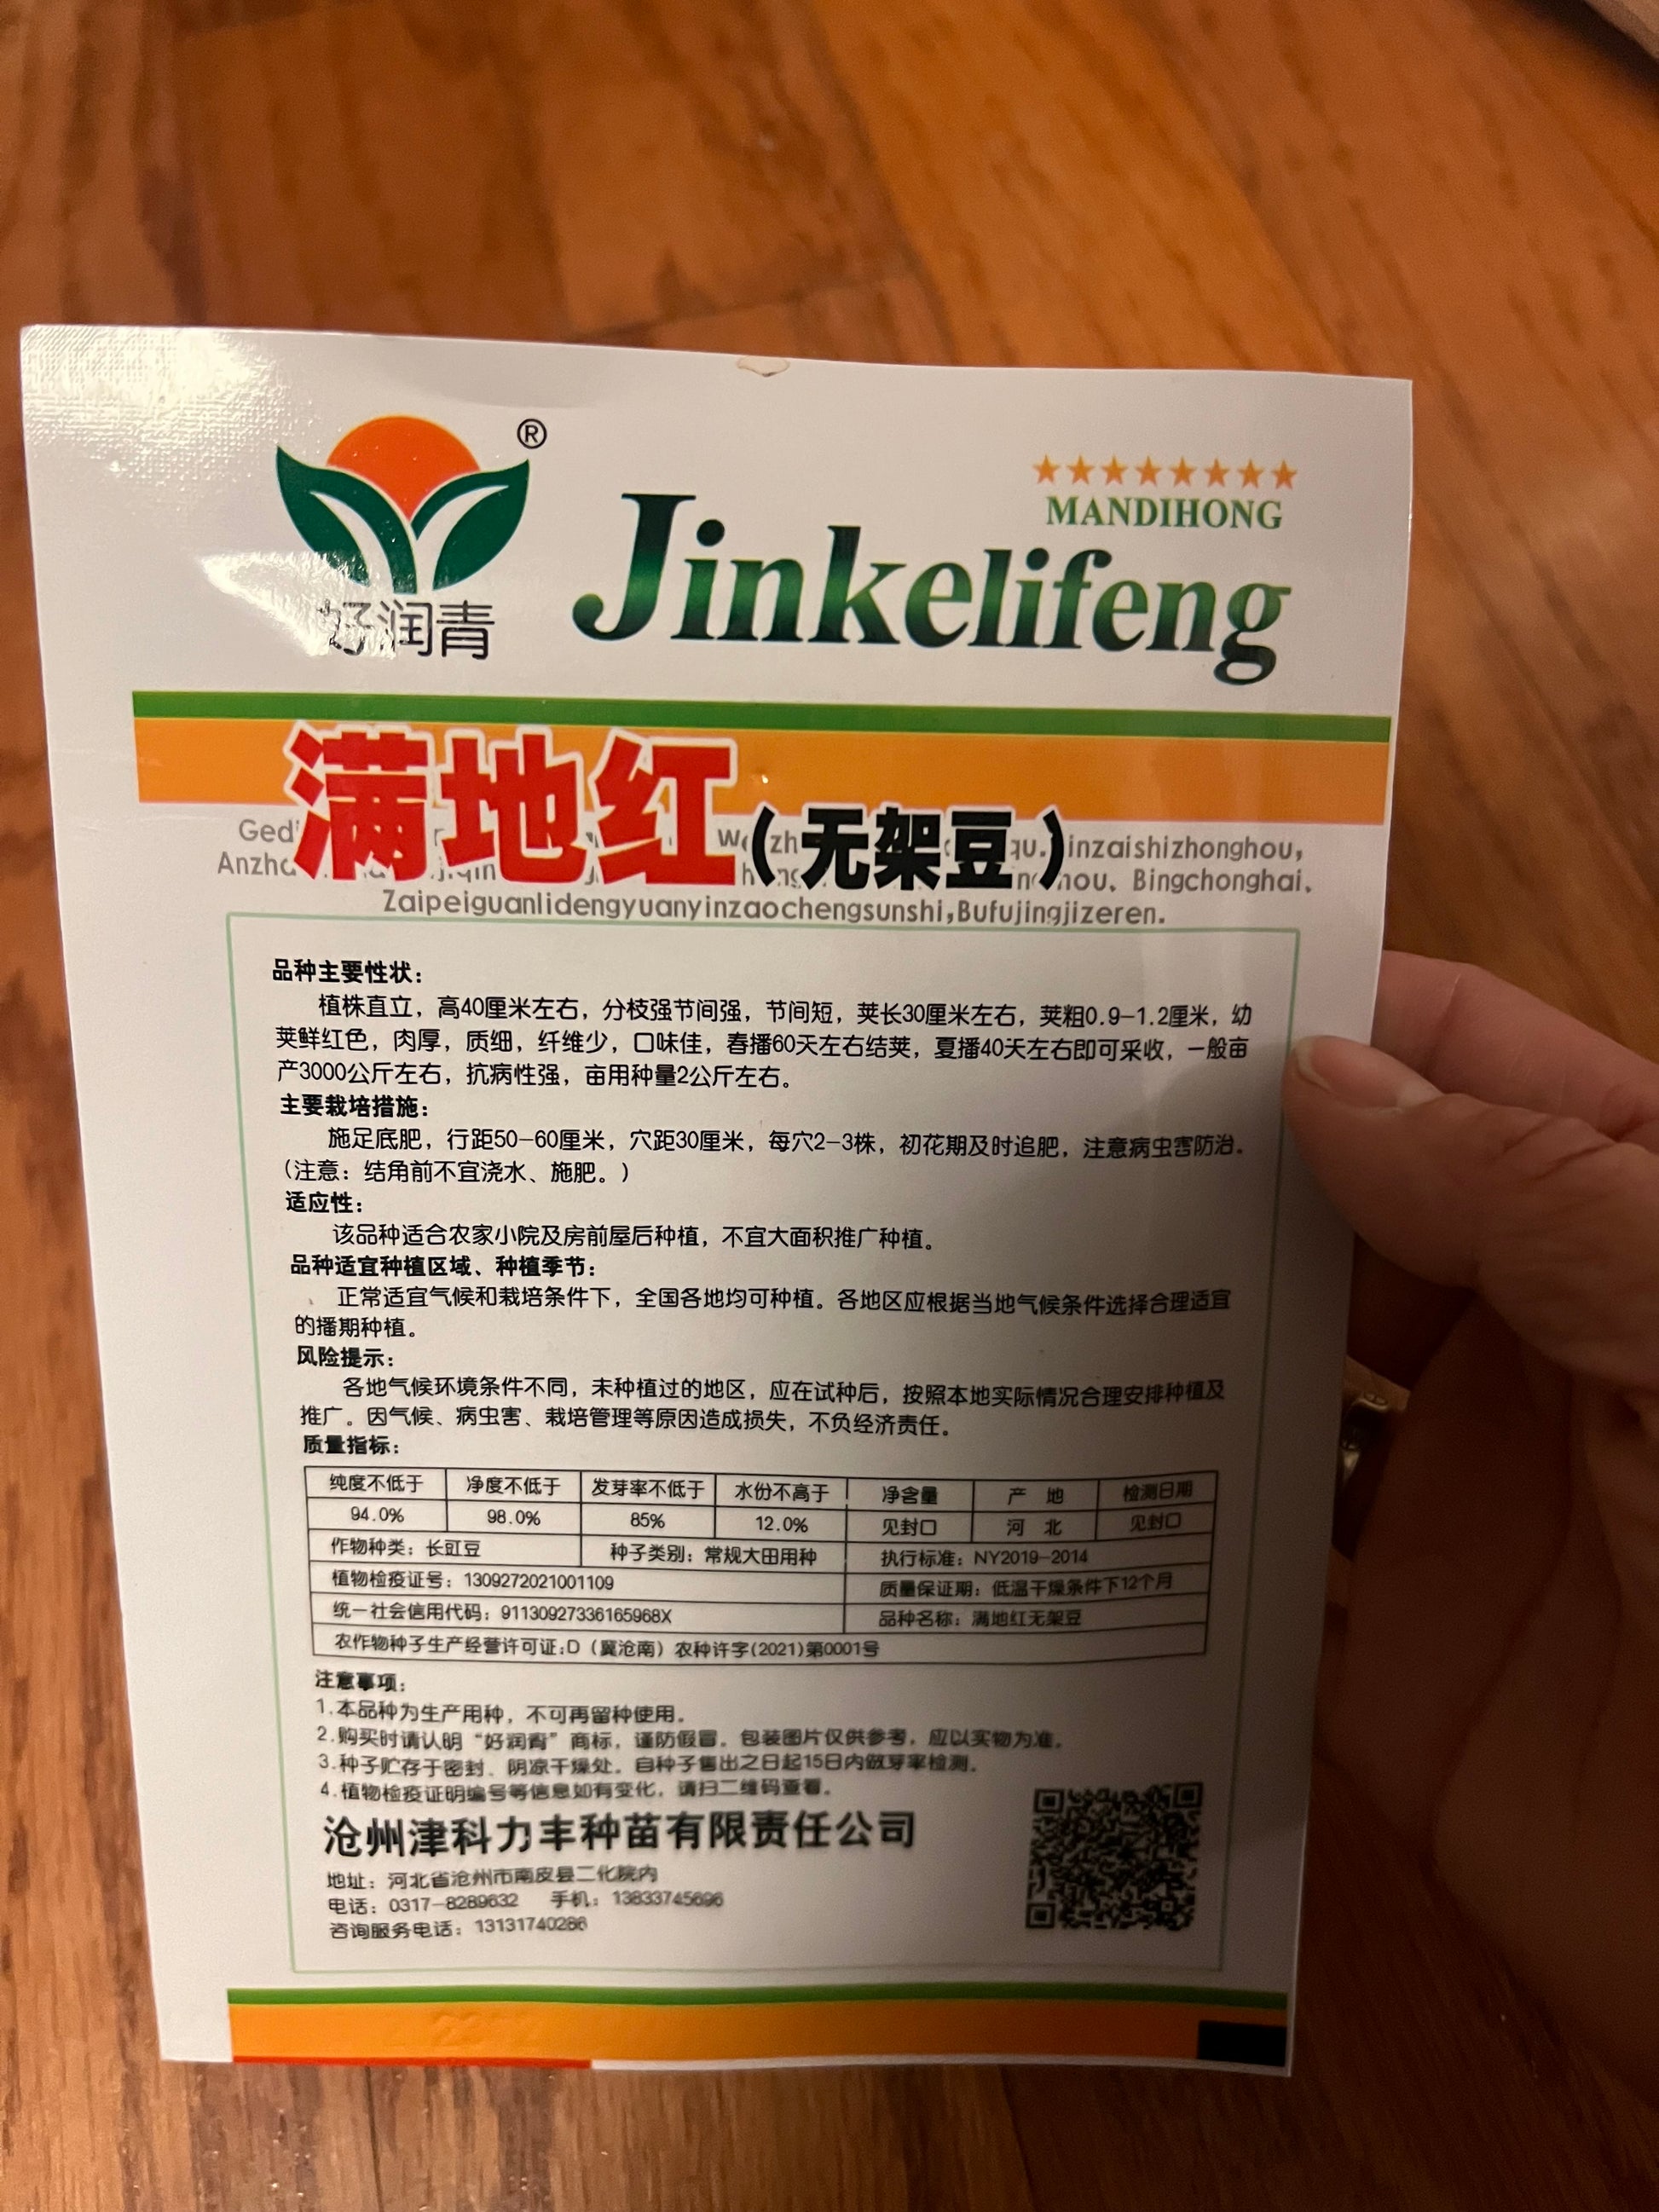 ®
好润青
★★★★★★★★
MANDIHONG
Jinkelifeng
满地红(无架豆)
inzaishizhonghou,
Bingchonghai.
Zaipeiguanlidengyuanyinzaochengsunshi,Bufujingjizeren.
品种主要性状：
植株直立，高40厘米左右，分枝强节间强，节间短，荚长30厘米左右，荚粗0.9-1.2厘米，幼
荚鲜红色，肉厚，质细，纤维少，口味佳，春播60天左右结荚，夏播40天左右即可采收，一般亩
产3000公斤左右，抗病性强，亩用种量2公斤左右。
主要栽培措施：
施足底肥，行距50-60厘米，穴距30厘米，每穴2-3株，初花期及时追肥，注意病虫害防治。
（注意：结角前不宜浇水、施肥。）
适应性：
该品种适合农家小院及房前屋后种植，不宜大面积推广种植。
品种适宜种植区域、种植季节：
正常适宜气候和栽培条件下，全国各地均可种植。各地区应根据当地气候条件选择合理适宜
的播期种植。
风险提示：
各地气候环境条件不同，未种植过的地区，应在试种后，按照本地实际情况合理安排种植及
推广。因气候、病虫害、栽培管理等原因造成损失，不负经济责任。
质量指标：
纯度不低于 净度不低于 发芽率不低于 水份不高于 净含量 产 地 检测日期
94.0% 98.0% 85% 12.0% 见封口 河 北 见封口
作物种类：长豇豆 种子类别：常规大田用种 执行标准：NY2019-2014
植物检疫证号：1309272021001109 质量保证期：低温干燥条件下12个月
统一社会信用代码：91130927336165968X 品种名称：满地红无架豆
农作物种子生产经营许可证:D（冀沧南）农种许字(2021)第0001号
注意事项：
1.本品种为生产用种，不可再留种使用。
2.购买时请认明“好润青”商标，谨防假冒。包装图片仅供参考，应以实物为准。
3.种子贮存于密封、阴凉干燥处。自种子售出之日起15日内做芽率检测。
4.植物检疫证明编号等信息如有变化，请扫二维码查看。
沧州津科力丰种苗有限责任公司
地址：河北省沧州市南皮县二化院内
电话：0317-8289632 手机：13833745696
咨询服务电话：13131740286